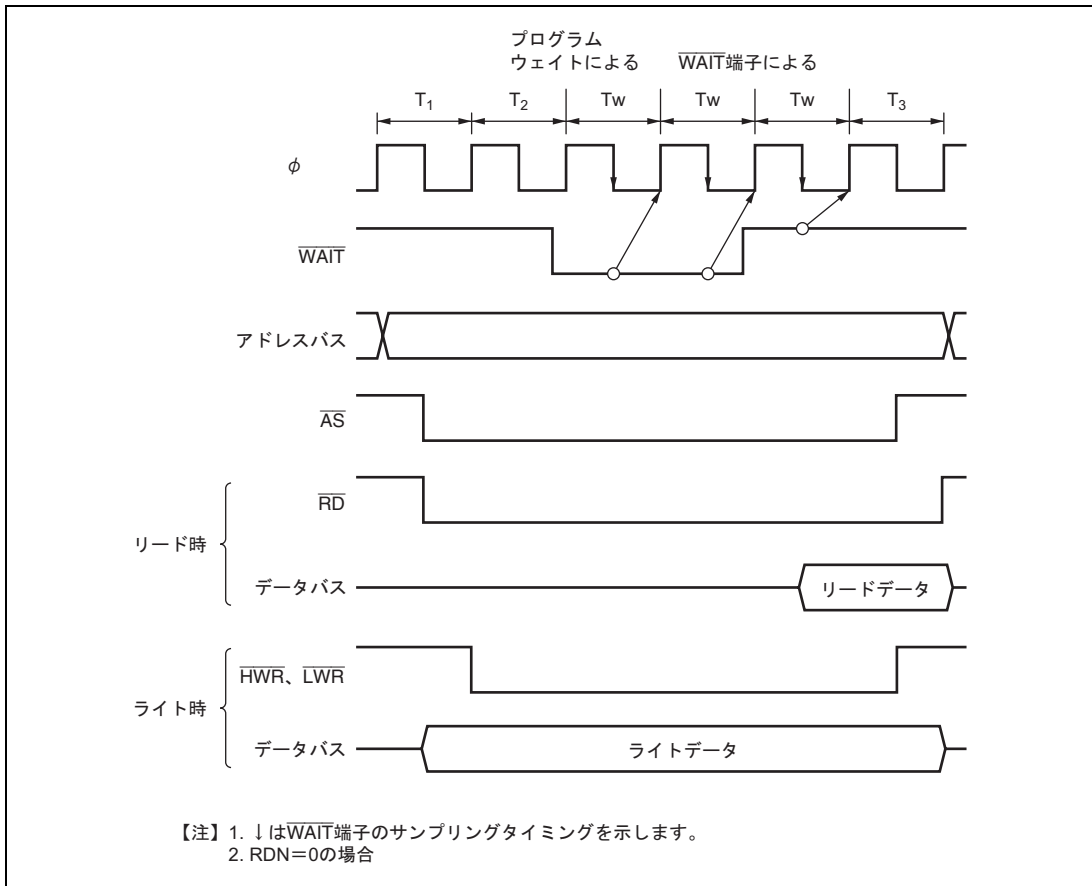 プログラム
ウェイトによる WAIT端子による
T1 T2 Tw Tw Tw T3
φ
WAIT
アドレスバス
AS
リード時
RD
データバス リードデータ
ライト時
HWR、LWR
データバス ライトデータ
【注】1. ↓はWAIT端子のサンプリングタイミングを示します。
2. RDN＝0の場合